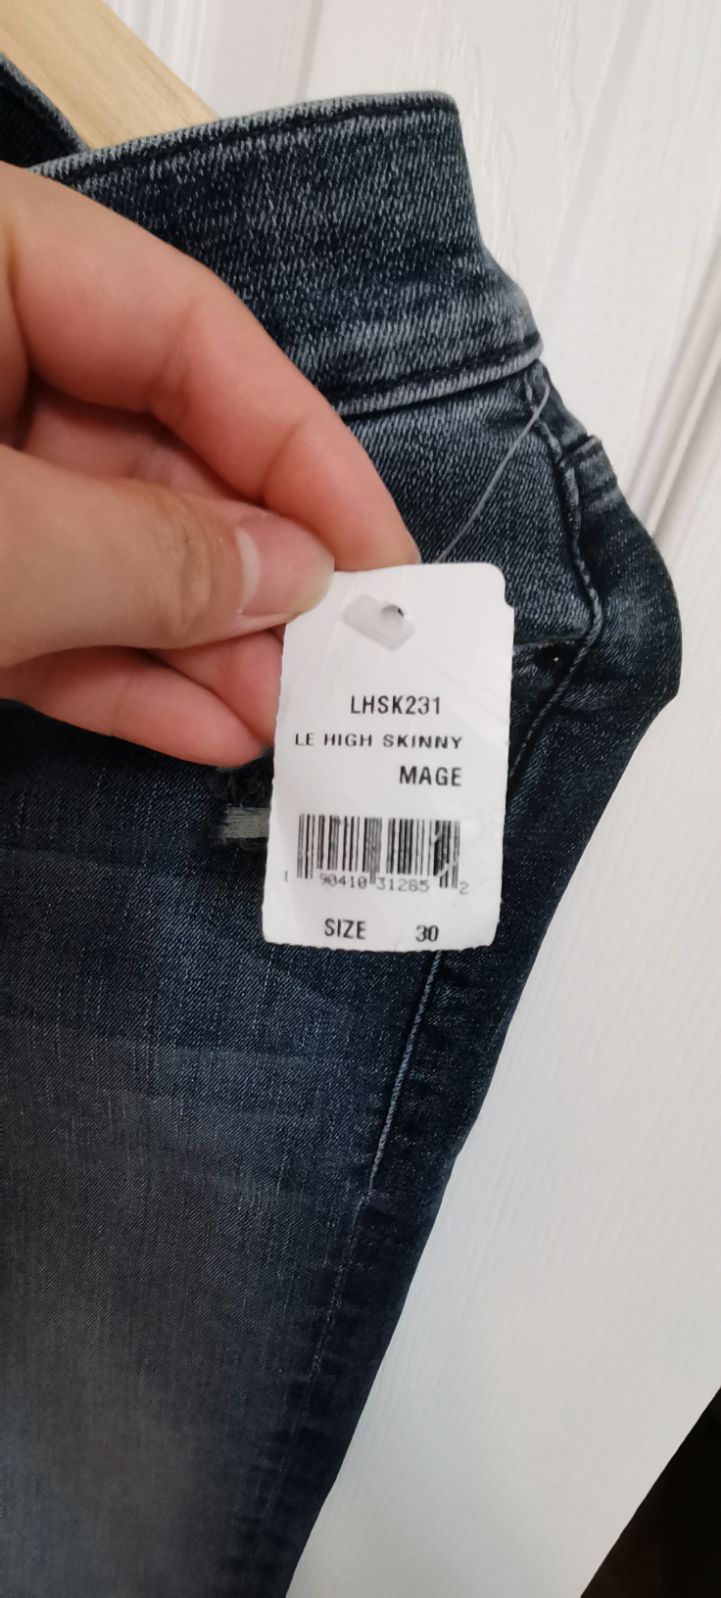 LHSK231
LE HIGH SKINNY
MAGE
1 90410 31285 2
SIZE 30